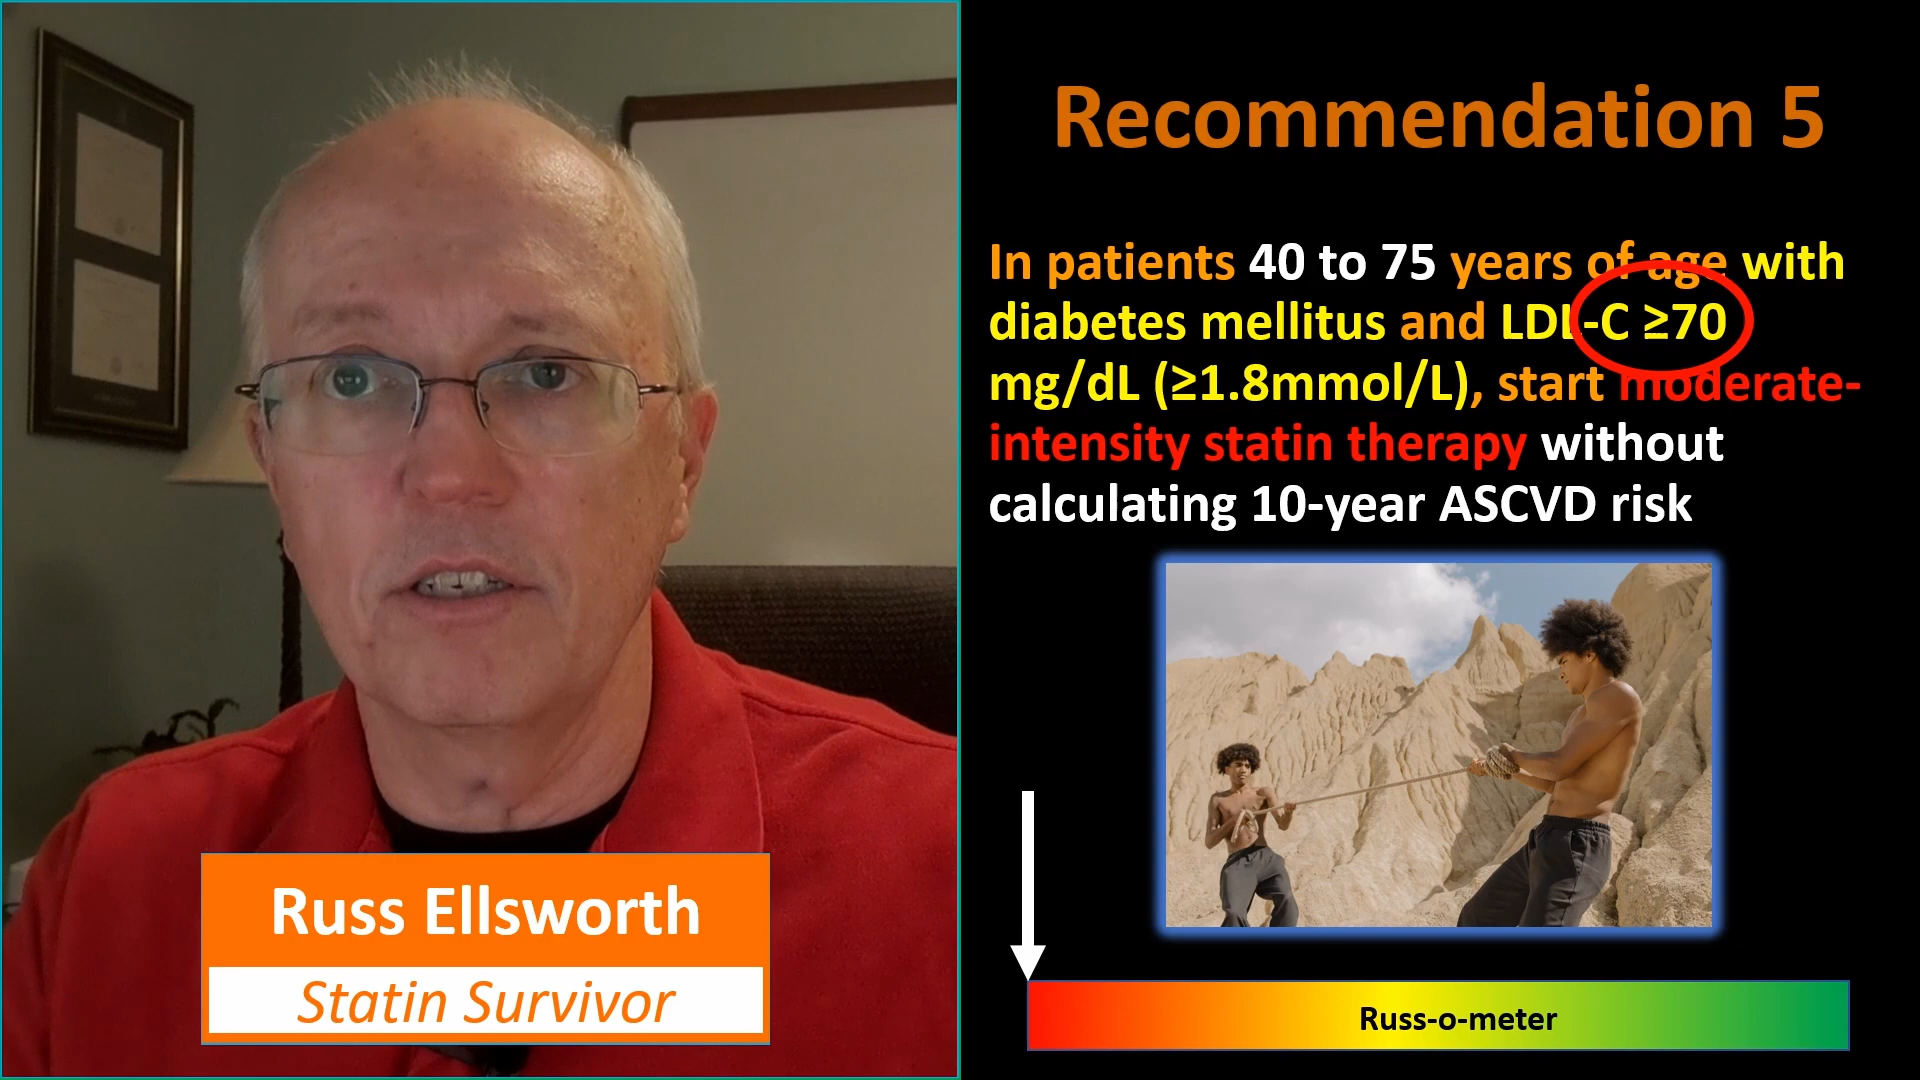 Recommendation 5
In patients 40 to 75 years of age with
diabetes mellitus and LDL-C ≥70
mg/dL (≥1.8mmol/L), start moderate-
intensity statin therapy without
calculating 10-year ASCVD risk
Russ Ellsworth
Statin Survivor
Russ-o-meter